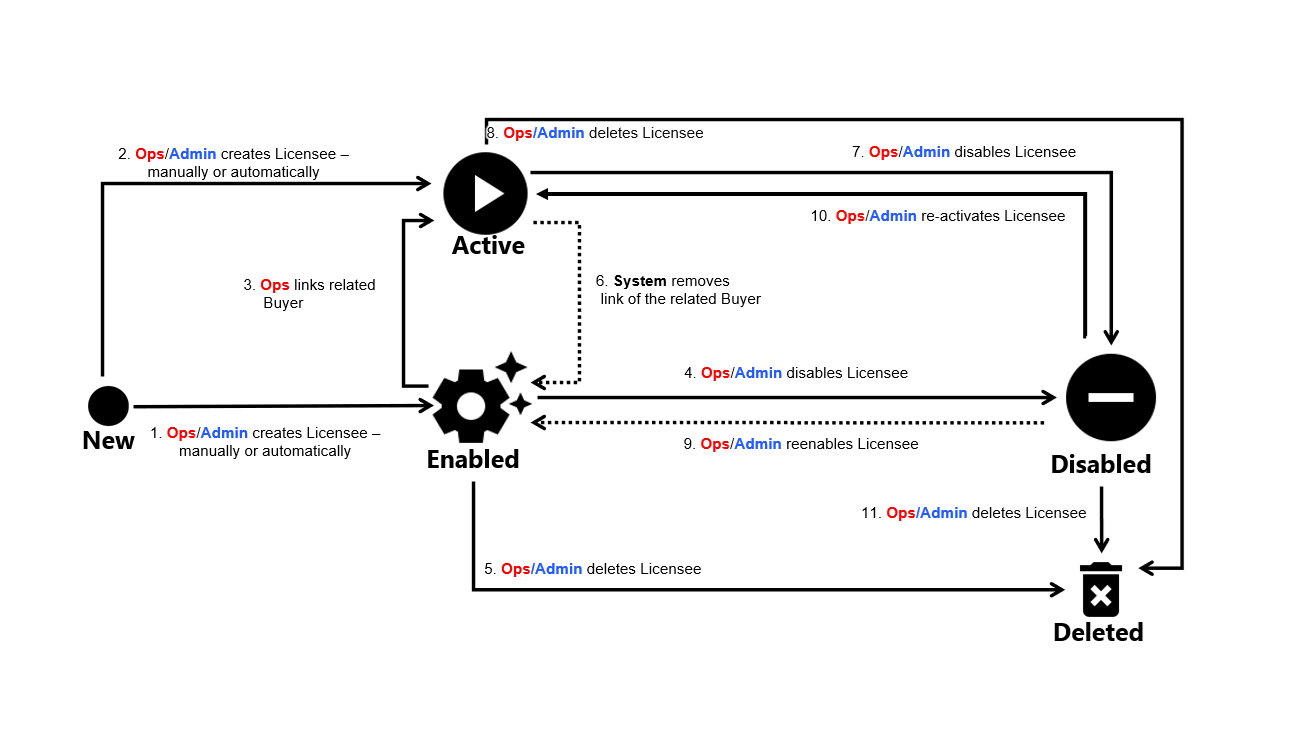 8. Ops/Admin deletes Licensee
2. Ops/Admin creates Licensee –
manually or automatically
7. Ops/Admin disables Licensee
10. Ops/Admin re-activates Licensee
Active
3. Ops links related
Buyer
6. System removes
link of the related Buyer
4. Ops/Admin disables Licensee
New
1. Ops/Admin creates Licensee –
manually or automatically
9. Ops/Admin reenables Licensee
Enabled
Disabled
11. Ops/Admin deletes Licensee
5. Ops/Admin deletes Licensee
Deleted